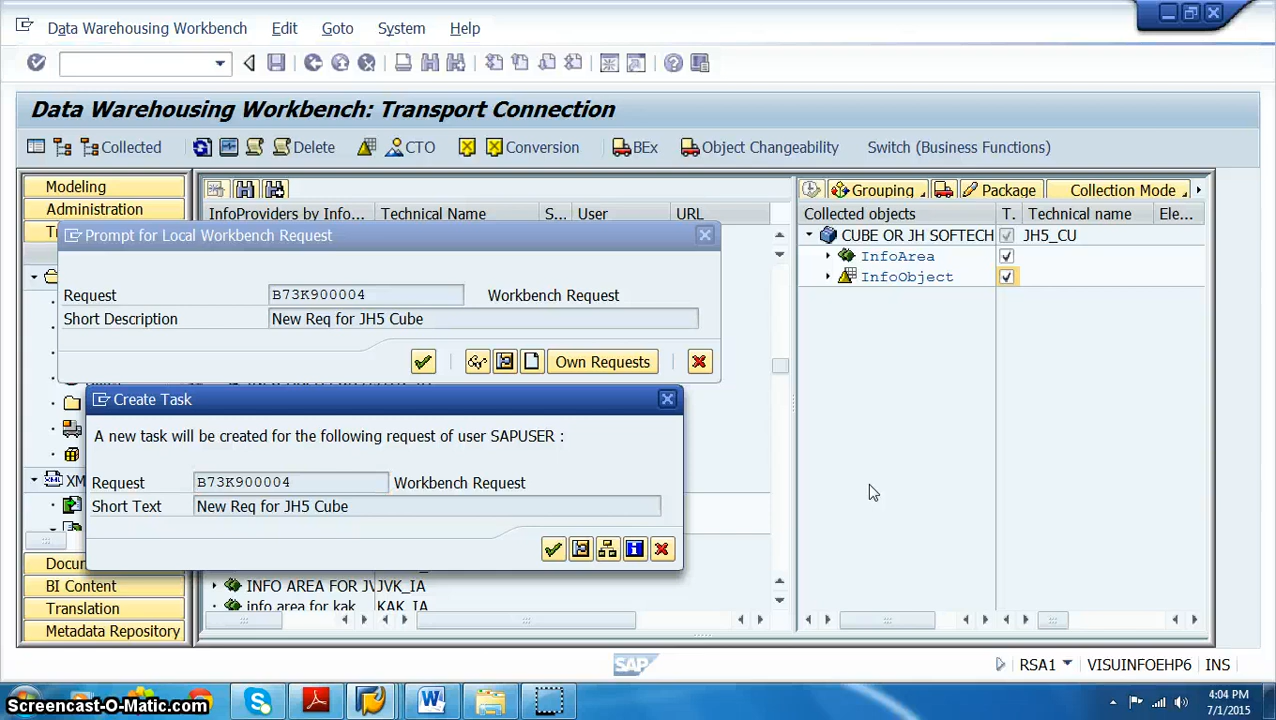 Data Warehousing Workbench Edit Goto System Help
Data Warehousing Workbench: Transport Connection
Collected Delete CTO Conversion BEx Object Changeability Switch (Business Functions)
Modeling
Administration
InfoProviders by Info... Technical Name S... User URL
Grouping Package Collection Mode
Collected objects T. Technical name Ele...
CUBE OR JH SOFTECH JH5_CU
InfoArea
InfoObject
Prompt for Local Workbench Request
Request B73K900004 Workbench Request
Short Description New Req for JH5 Cube
Own Requests
Create Task
A new task will be created for the following request of user SAPUSER :
Request B73K900004 Workbench Request
Short Text New Req for JH5 Cube
XM
Docu
BI Content
Translation
Metadata Repository
INFO AREA FOR JV JVK_IA
info area for kak KAK_IA
SAP
RSA1 VISUINFOEHP6 INS
Screencast-O-Matic.com
4:04 PM
7/1/2015